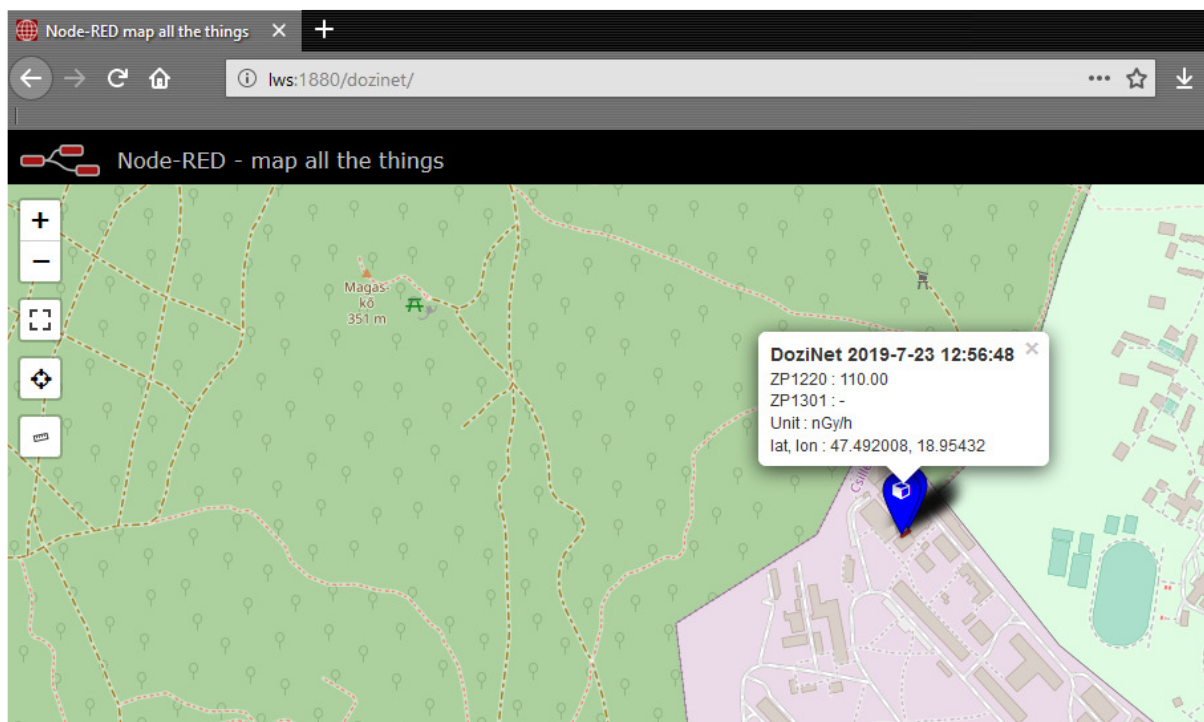 Node-RED map all the things
lws:1880/dozinet/
Node-RED - map all the things
+
−
Magas-
kő
351 m
DoziNet 2019-7-23 12:56:48
ZP1220 : 110.00
ZP1301 : -
Unit : nGy/h
lat, lon : 47.492008, 18.95432